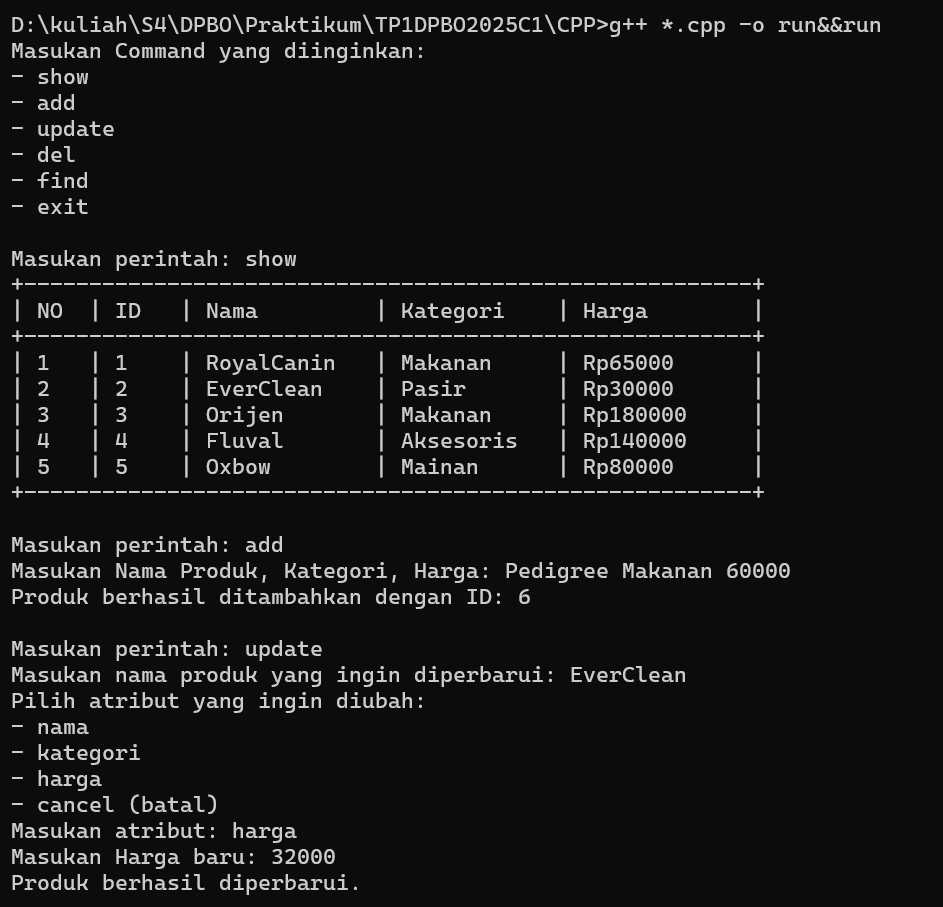 D:\kuliah\S4\DPBO\Praktikum\TP1DPBO2025C1\CPP>g++ *.cpp -o run&&run
Masukan Command yang diinginkan:
- show
- add
- update
- del
- find
- exit

Masukan perintah: show
+--------------------------------------------------------+
| NO  | ID   | Nama         | Kategori    | Harga        |
+--------------------------------------------------------+
| 1   | 1    | RoyalCanin   | Makanan     | Rp65000      |
| 2   | 2    | EverClean    | Pasir       | Rp30000      |
| 3   | 3    | Orijen       | Makanan     | Rp180000     |
| 4   | 4    | Fluval       | Aksesoris   | Rp140000     |
| 5   | 5    | Oxbow        | Mainan      | Rp80000      |
+--------------------------------------------------------+

Masukan perintah: add
Masukan Nama Produk, Kategori, Harga: Pedigree Makanan 60000
Produk berhasil ditambahkan dengan ID: 6

Masukan perintah: update
Masukan nama produk yang ingin diperbarui: EverClean
Pilih atribut yang ingin diubah:
- nama
- kategori
- harga
- cancel (batal)
Masukan atribut: harga
Masukan Harga baru: 32000
Produk berhasil diperbarui.